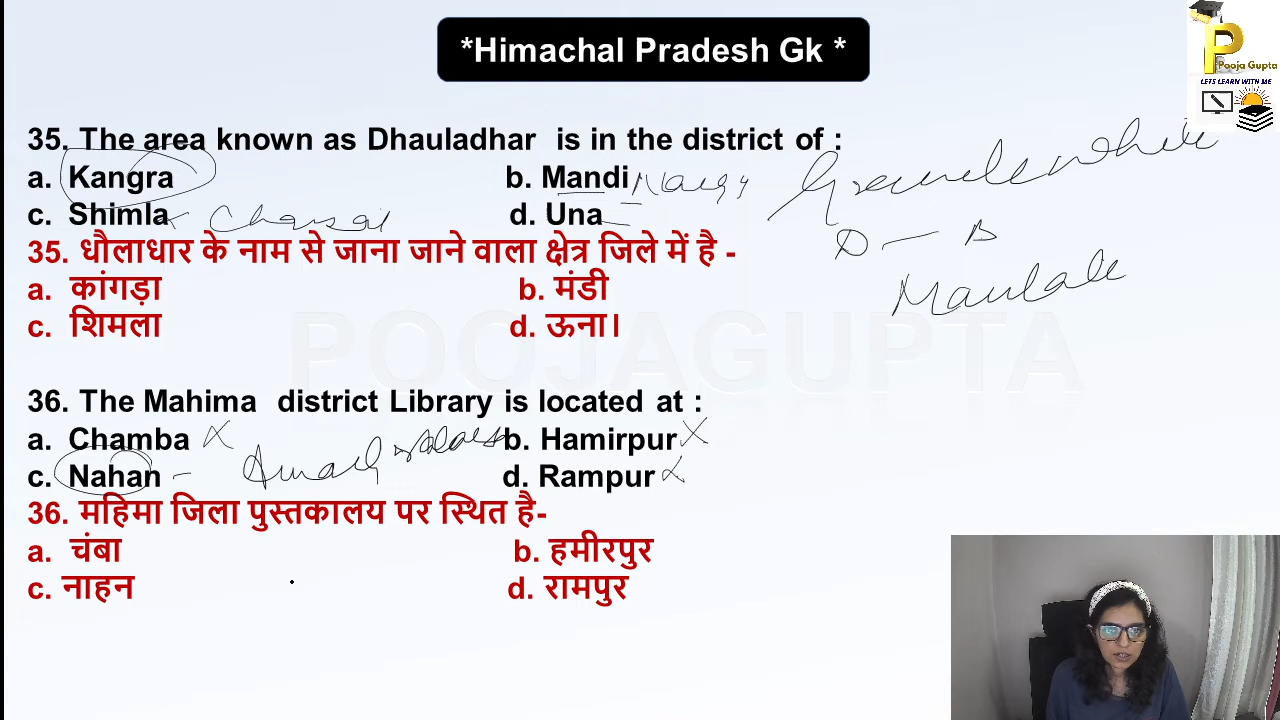 *Himachal Pradesh Gk *
P
Pooja Gupta
LETS LEARN WITH ME
35. The area known as Dhauladhar is in the district of :
a. Kangra b. Mandi
c. Shimla d. Una
35. धौलाधार के नाम से जाना जाने वाला क्षेत्र जिले में है -
a. कांगड़ा b. मंडी
c. शिमला d. ऊना।
D — B
POOJAGUPTA
36. The Mahima district Library is located at :
a. Chamba b. Hamirpur
c. Nahan d. Rampur
36. महिमा जिला पुस्तकालय पर स्थित है-
a. चंबा b. हमीरपुर
c. नाहन d. रामपुर